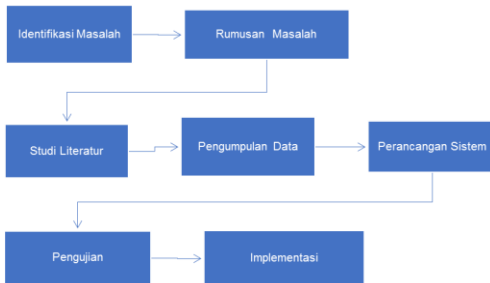 Identifikasi Masalah
Rumusan Masalah
Studi Literatur
Pengumpulan Data
Perancangan Sistem
Pengujian
Implementasi